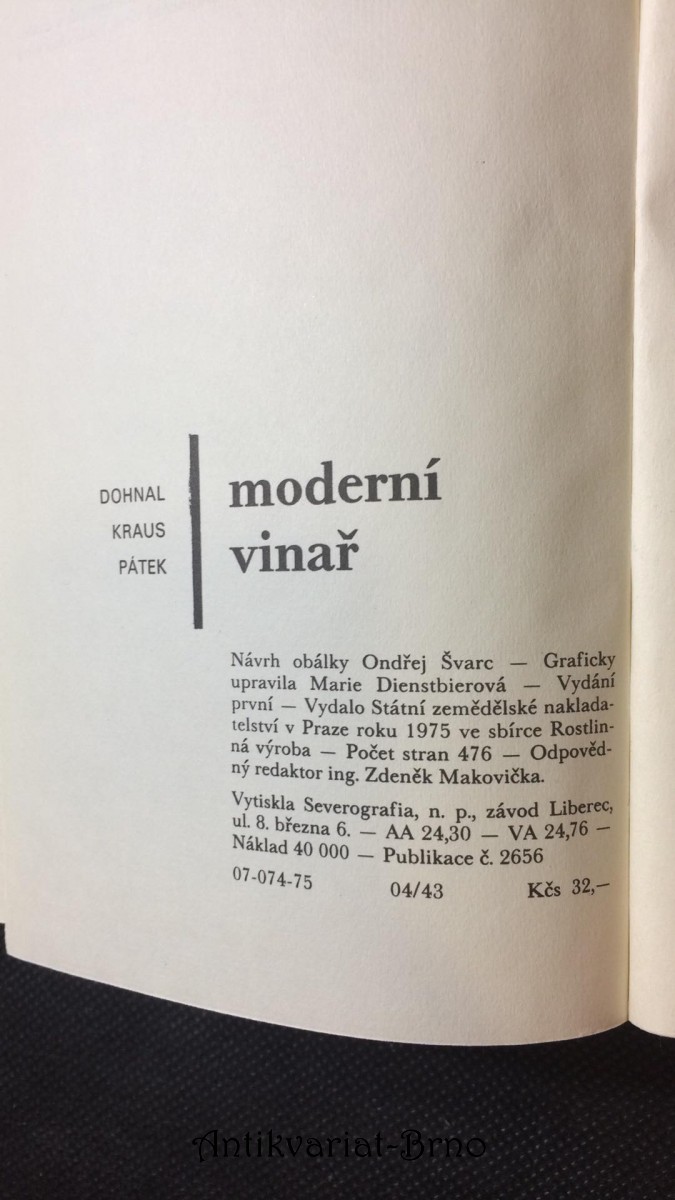 DOHNAL
KRAUS
PÁTEK
moderní
vinař
Návrh obálky Ondřej Švarc — Graficky
upravila Marie Dienstbierová — Vydání
první — Vydalo Státní zemědělské naklada-
telství v Praze roku 1975 ve sbírce Rostlin-
ná výroba — Počet stran 476 — Odpověd-
ný redaktor ing. Zdeněk Makovička.
Vytiskla Severografia, n. p., závod Liberec,
ul. 8. března 6. — AA 24,30 — VA 24,76 —
Náklad 40 000 — Publikace č. 2656
07-074-75 04/43 Kčs 32,—
Antikvariat-Brno